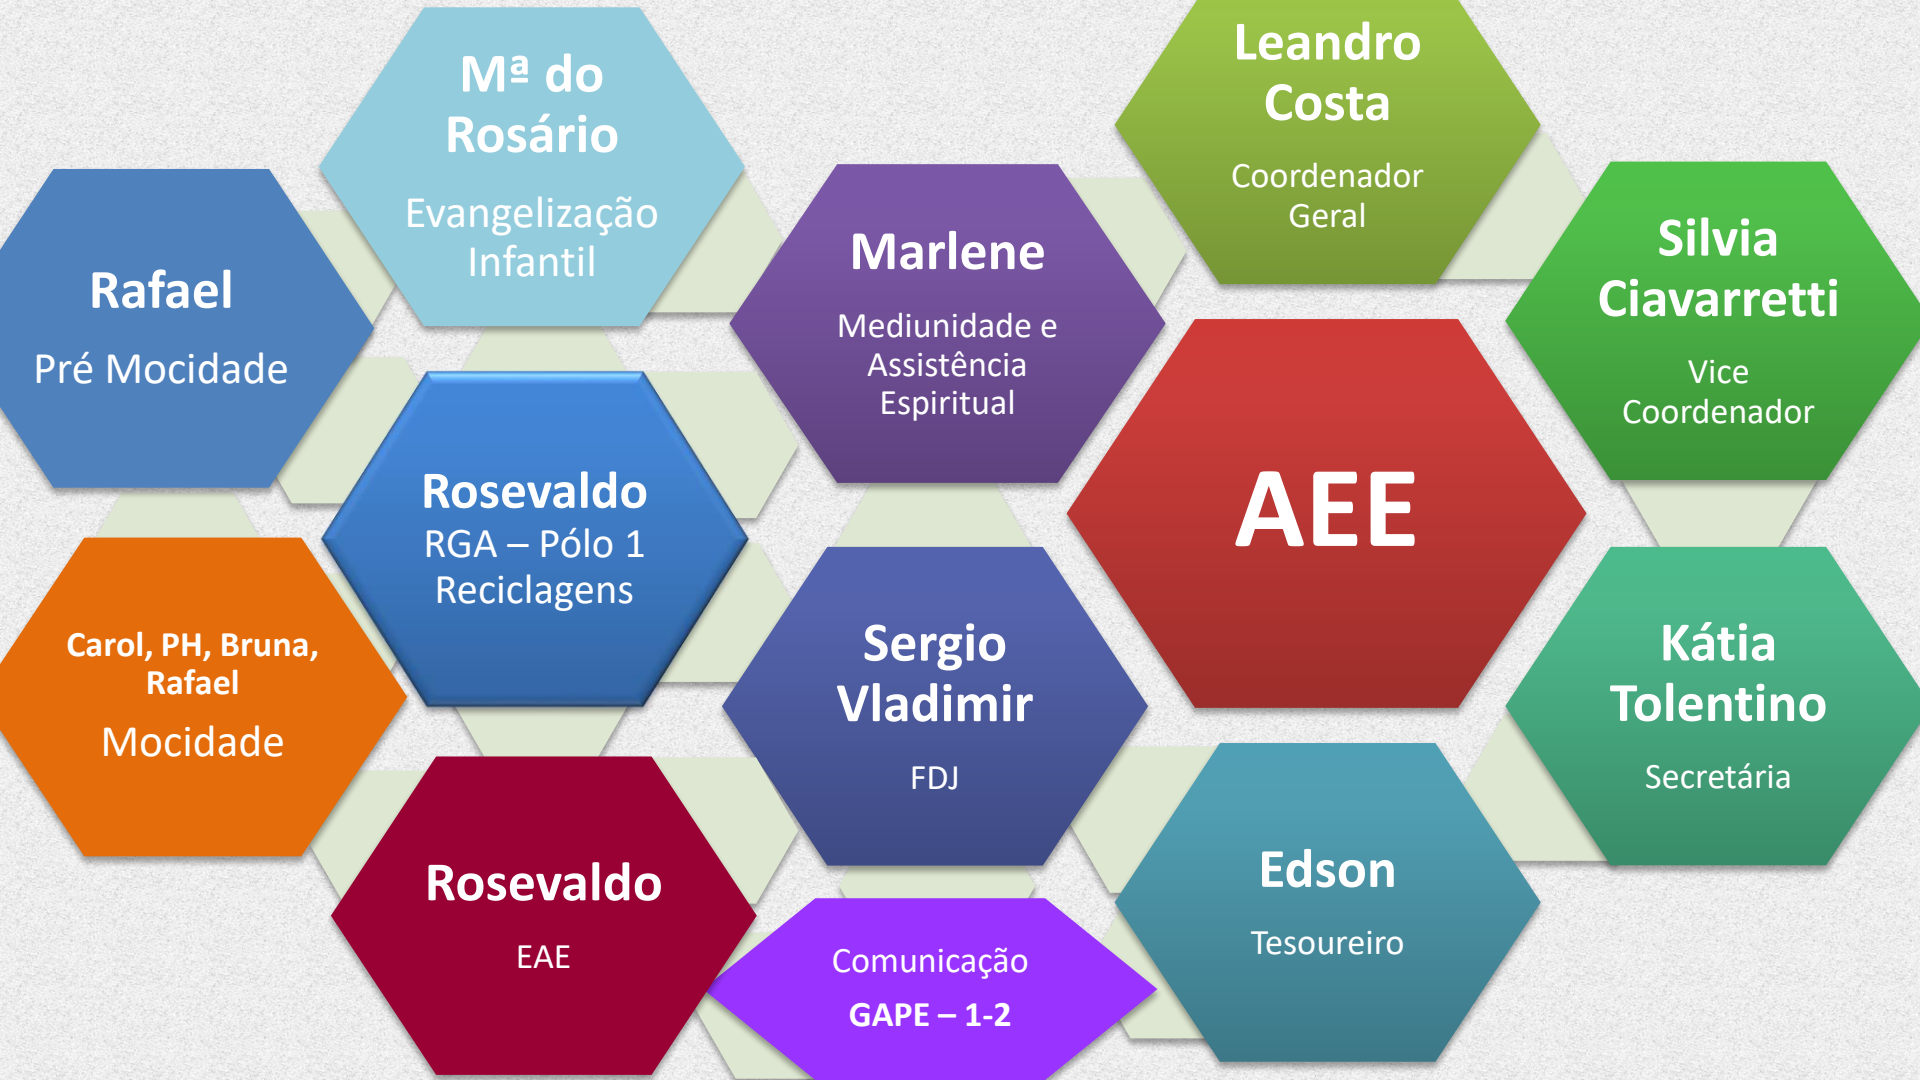 Leandro
Costa
Coordenador
Geral
Mª do
Rosário
Evangelização
Infantil
Silvia
Ciavarretti
Vice
Coordenador
Marlene
Mediunidade e
Assistência
Espiritual
Rafael
Pré Mocidade
AEE
Rosevaldo
RGA – Pólo 1
Reciclagens
Sergio
Vladimir
FDJ
Kátia
Tolentino
Secretária
Carol, PH, Bruna,
Rafael
Mocidade
Edson
Tesoureiro
Rosevaldo
EAE
Comunicação
GAPE – 1-2